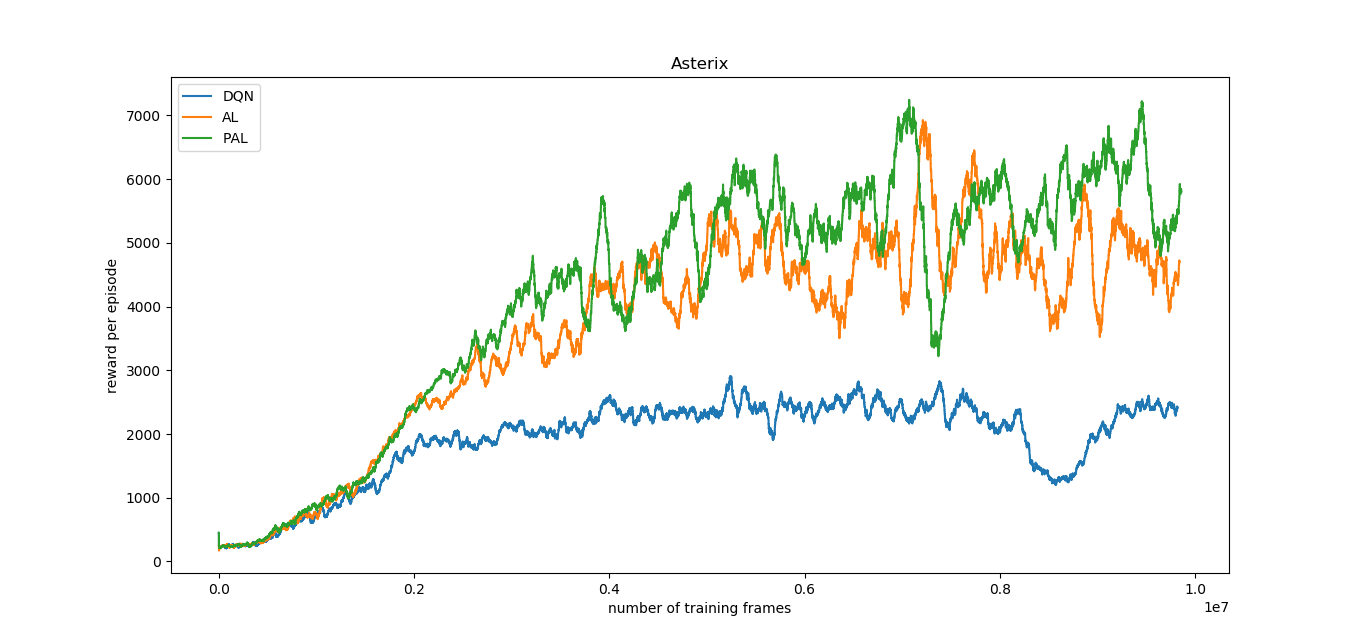 Asterix
DQN
AL
PAL
7000
6000
5000
4000
3000
2000
1000
0
reward per episode
0.0 0.2 0.4 0.6 0.8 1.0
number of training frames
1e7